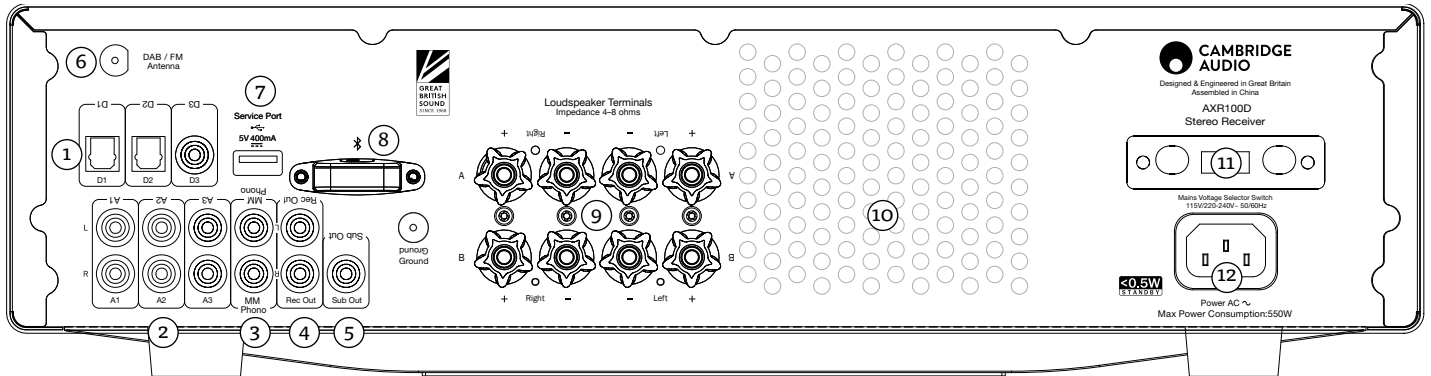 6
DAB / FM
Antenna
7
Service Port
5V 400mA
1
D1
D2
D3
D1
D2
D3
8
GREAT
BRITISH
SOUND
SINCE 1968
Loudspeaker Terminals
Impedance 4–8 ohms
+
Right
–
–
Left
+
A
A
9
B
B
+
Right
–
–
Left
+
10
CAMBRIDGE
AUDIO
Designed & Engineered in Great Britain
Assembled in China
AXR100D
Stereo Receiver
11
Mains Voltage Selector Switch
115V/220-240V~ 50/60Hz
12
<0.5W
STANDBY
Power AC ~
Max Power Consumption:550W
A1
A2
A3
MM
Phono
Rec Out
Sub Out
L
L
R
R
A1
A2
A3
MM
Phono
Rec Out
Sub Out
Ground
Ground
2
3
4
5